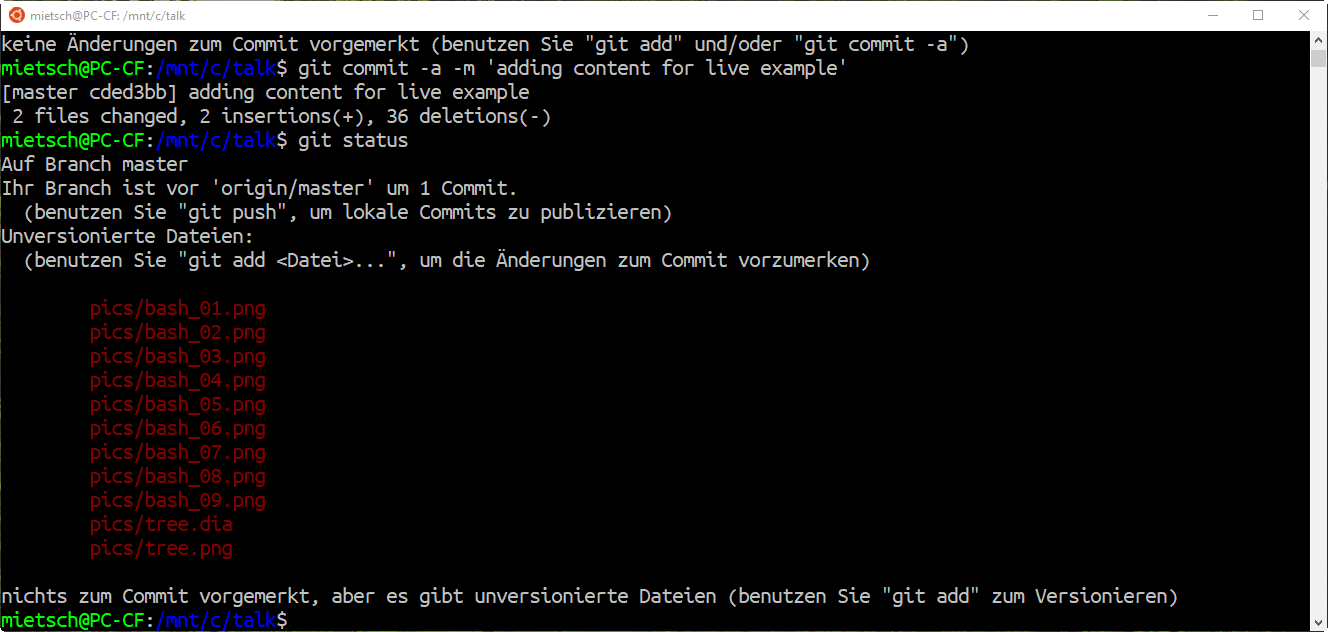 mietsch@PC-CF: /mnt/c/talk
keine Änderungen zum Commit vorgemerkt (benutzen Sie "git add" und/oder "git commit -a")
mietsch@PC-CF:/mnt/c/talk$ git commit -a -m 'adding content for live example'
[master cded3bb] adding content for live example
 2 files changed, 2 insertions(+), 36 deletions(-)
mietsch@PC-CF:/mnt/c/talk$ git status
Auf Branch master
Ihr Branch ist vor 'origin/master' um 1 Commit.
  (benutzen Sie "git push", um lokale Commits zu publizieren)
Unversionierte Dateien:
  (benutzen Sie "git add <Datei>...", um die Änderungen zum Commit vorzumerken)
        pics/bash_01.png
        pics/bash_02.png
        pics/bash_03.png
        pics/bash_04.png
        pics/bash_05.png
        pics/bash_06.png
        pics/bash_07.png
        pics/bash_08.png
        pics/bash_09.png
        pics/tree.dia
        pics/tree.png
nichts zum Commit vorgemerkt, aber es gibt unversionierte Dateien (benutzen Sie "git add" zum Versionieren)
mietsch@PC-CF:/mnt/c/talk$